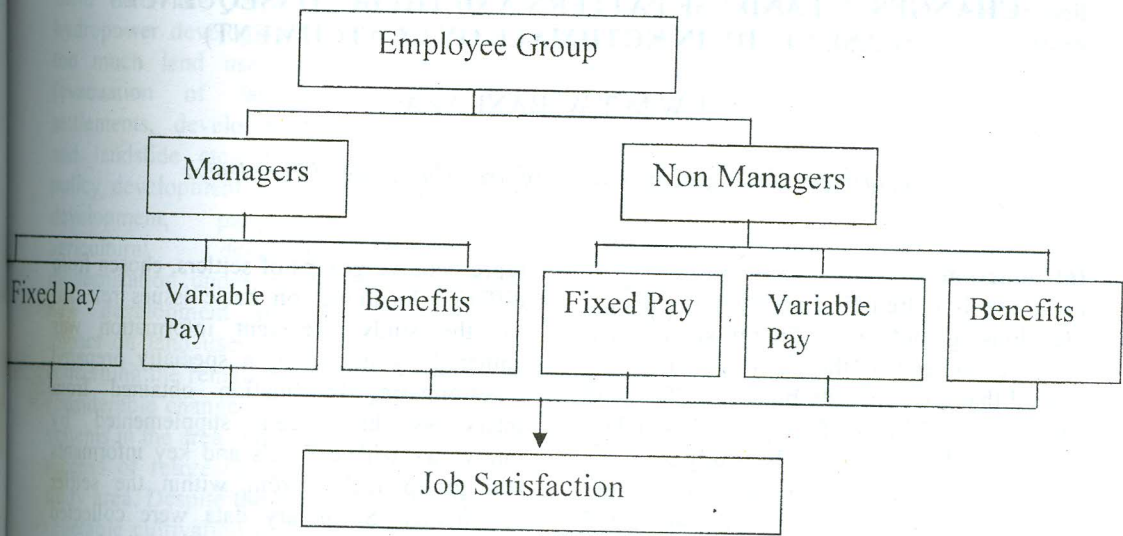 Employee Group
Managers
Non Managers
Fixed Pay
Variable
Pay
Benefits
Fixed Pay
Variable
Pay
Benefits
Job Satisfaction